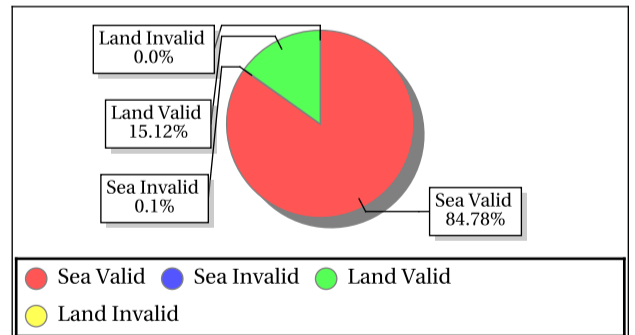 Land Invalid
0.0%
Land Valid
15.12%
Sea Invalid
0.1%
Sea Valid
84.78%
Sea Valid Sea Invalid Land Valid
Land Invalid